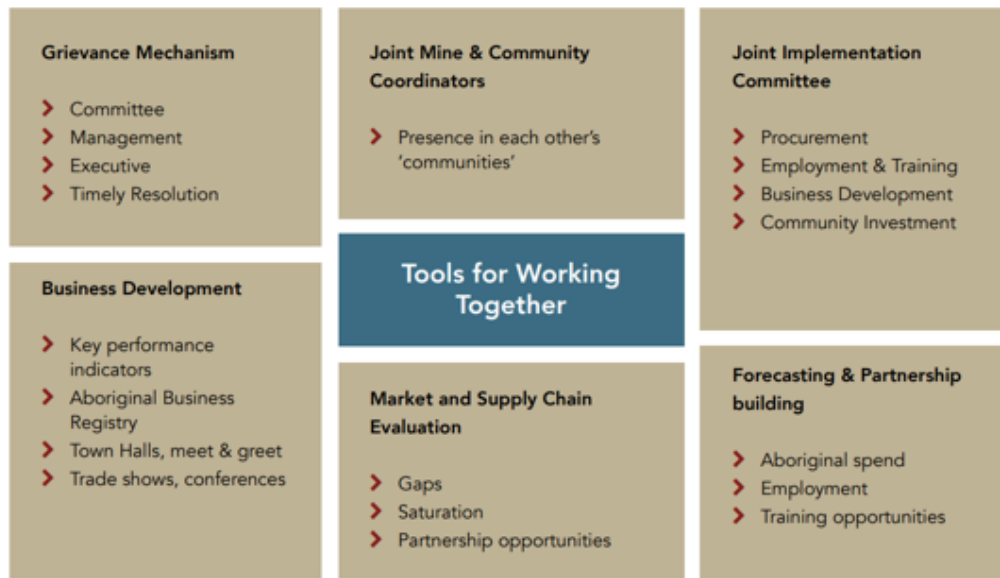 Grievance Mechanism
Committee
Management
Executive
Timely Resolution
Joint Mine & Community
Coordinators
Presence in each other's
'communities'
Joint Implementation
Committee
Procurement
Employment & Training
Business Development
Community Investment
Tools for Working
Together
Business Development
Key performance
indicators
Aboriginal Business
Registry
Town Halls, meet & greet
Trade shows, conferences
Market and Supply Chain
Evaluation
Gaps
Saturation
Partnership opportunities
Forecasting & Partnership
building
Aboriginal spend
Employment
Training opportunities